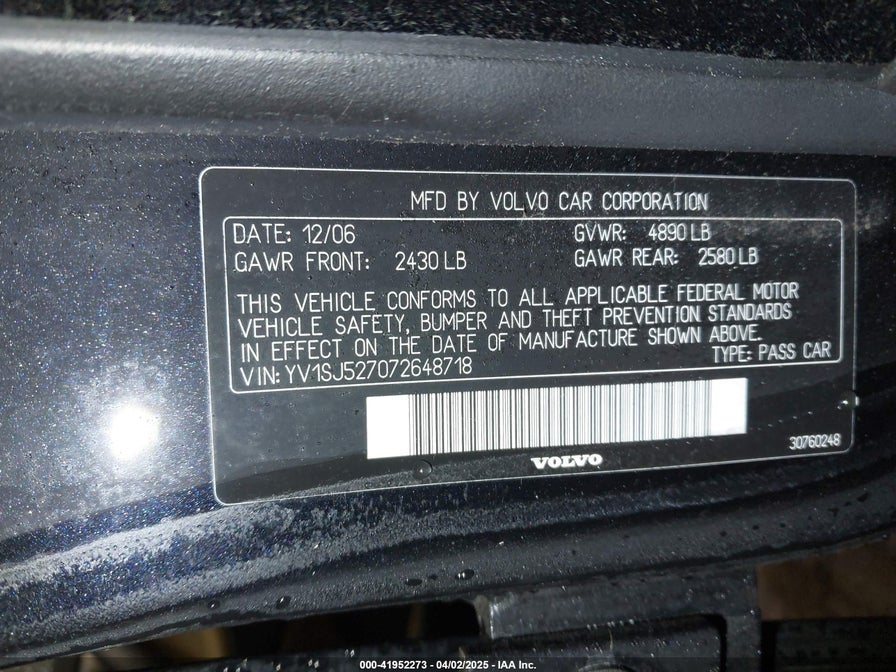 MFD BY VOLVO CAR CORPORATION
DATE: 12/06 GVWR: 4890 LB
GAWR FRONT: 2430 LB GAWR REAR: 2580 LB
THIS VEHICLE CONFORMS TO ALL APPLICABLE FEDERAL MOTOR
VEHICLE SAFETY, BUMPER AND THEFT PREVENTION STANDARDS
IN EFFECT ON THE DATE OF MANUFACTURE SHOWN ABOVE.
VIN: YV1SJ527072648718 TYPE: PASS CAR
30760248
VOLVO
000-41952273 - 04/02/2025 - IAA Inc.